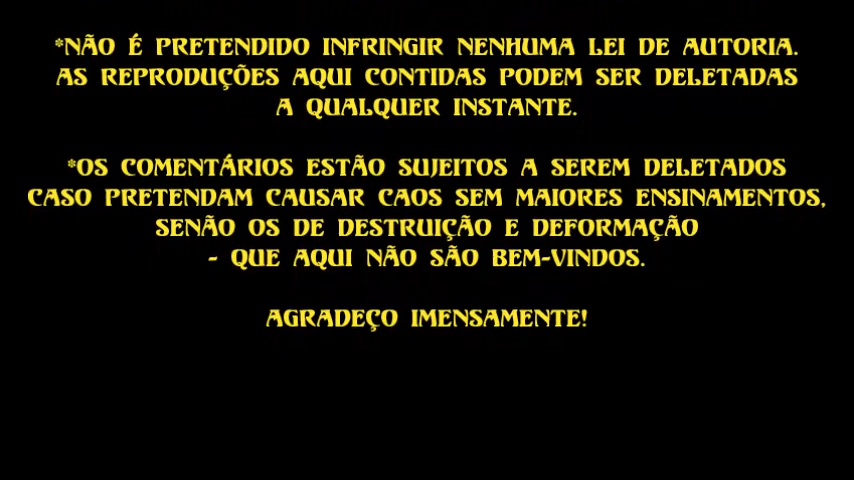 *NÃO É PRETENDIDO INFRINGIR NENHUMA LEI DE AUTORIA.
AS REPRODUÇÕES AQUI CONTIDAS PODEM SER DELETADAS
A QUALQUER INSTANTE.
*OS COMENTÁRIOS ESTÃO SUJEITOS A SEREM DELETADOS
CASO PRETENDAM CAUSAR CAOS SEM MAIORES ENSINAMENTOS,
SENÃO OS DE DESTRUIÇÃO E DEFORMAÇÃO
- QUE AQUI NÃO SÃO BEM-VINDOS.
AGRADEÇO IMENSAMENTE!